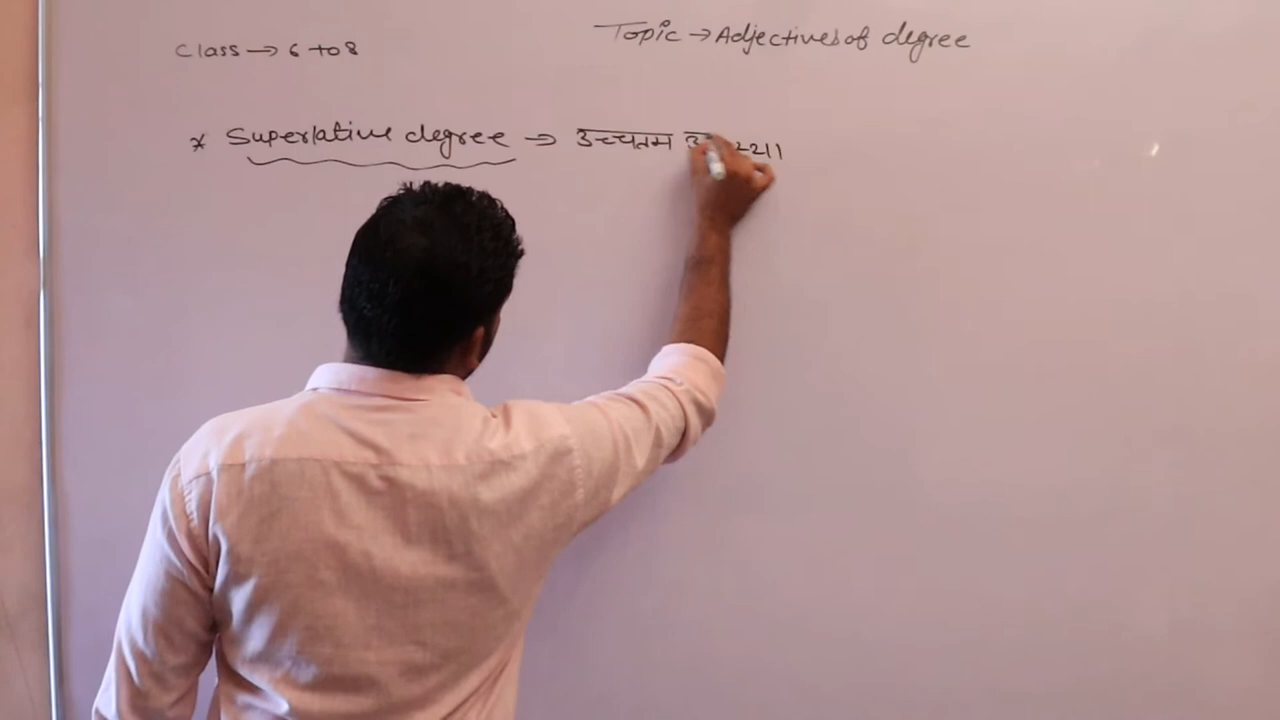 Class → 6 to 8
Topic → Adjectives of degree
* Superlative degree → उच्चतम